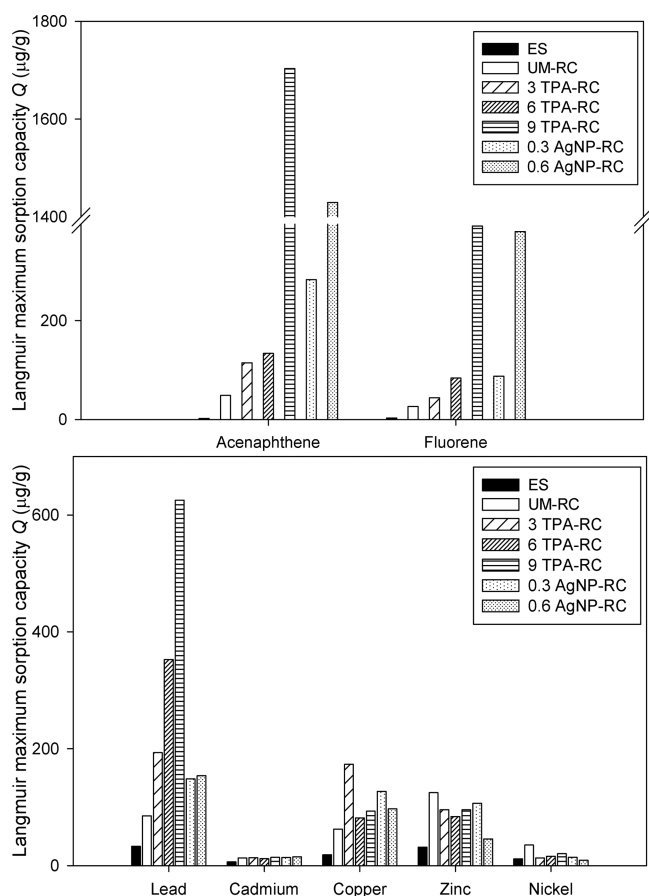 Langmuir maximum sorption capacity Q (μg/g)
1800
1600
1400
200
0
ES
UM-RC
3 TPA-RC
6 TPA-RC
9 TPA-RC
0.3 AgNP-RC
0.6 AgNP-RC
Acenaphthene Fluorene
Langmuir maximum sorption capacity Q (μg/g)
600
400
200
0
ES
UM-RC
3 TPA-RC
6 TPA-RC
9 TPA-RC
0.3 AgNP-RC
0.6 AgNP-RC
Lead Cadmium Copper Zinc Nickel